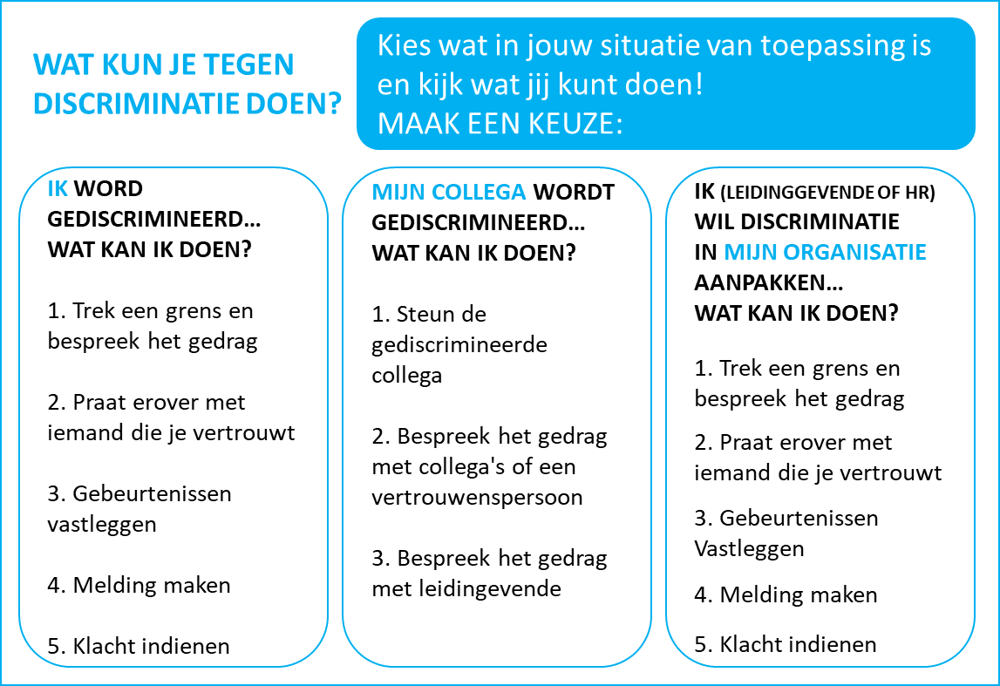 WAT KUN JE TEGEN
DISCRIMINATIE DOEN?
Kies wat in jouw situatie van toepassing is
en kijk wat jij kunt doen!
MAAK EEN KEUZE:
IK WORD
GEDISCRIMINEERD...
WAT KAN IK DOEN?
1. Trek een grens en
bespreek het gedrag
2. Praat erover met
iemand die je vertrouwt
3. Gebeurtenissen
vastleggen
4. Melding maken
5. Klacht indienen
MIJN COLLEGA WORDT
GEDISCRIMINEERD...
WAT KAN IK DOEN?
1. Steun de
gediscrimineerde
collega
2. Bespreek het gedrag
met collega's of een
vertrouwenspersoon
3. Bespreek het gedrag
met leidingevende
IK (LEIDINGGEVENDE OF HR)
WIL DISCRIMINATIE
IN MIJN ORGANISATIE
AANPAKKEN...
WAT KAN IK DOEN?
1. Trek een grens en
bespreek het gedrag
2. Praat erover met
iemand die je vertrouwt
3. Gebeurtenissen
Vastleggen
4. Melding maken
5. Klacht indienen